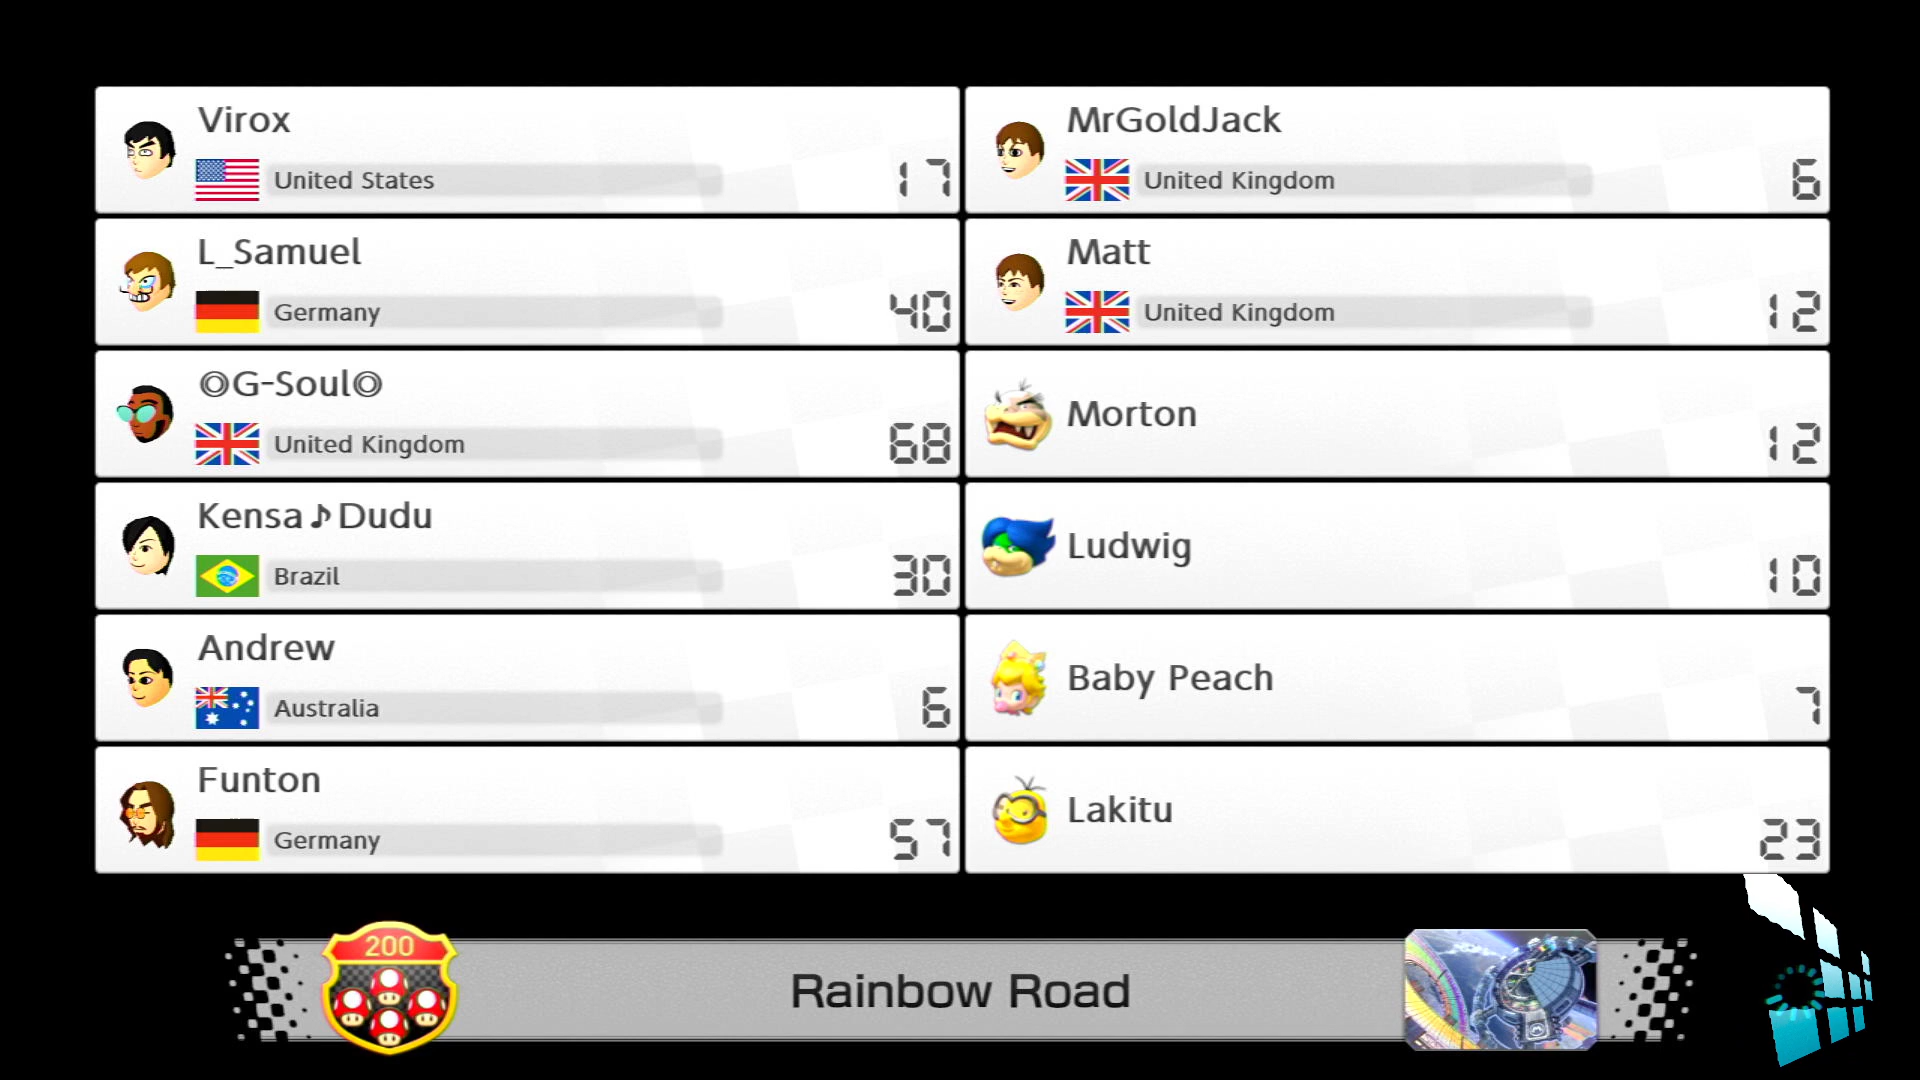 Virox
United States
17
L_Samuel
Germany
40
◎G-Soul◎
United Kingdom
68
Kensa♪Dudu
Brazil
30
Andrew
Australia
6
Funton
Germany
57
MrGoldJack
United Kingdom
6
Matt
United Kingdom
12
Morton
12
Ludwig
10
Baby Peach
7
Lakitu
23
200
Rainbow Road